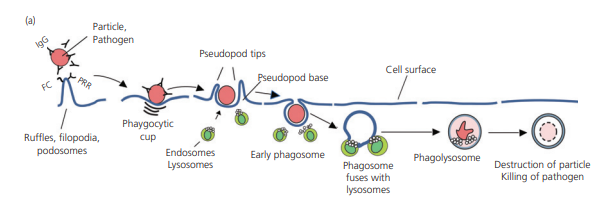 (a)
IgG
Particle,
Pathogen
FC
PRR
Ruffles, filopodia,
podosomes
Phaygocytic
cup
Pseudopod tips
Pseudopod base
Endosomes
Lysosomes
Early phagosome
Cell surface
Phagosome
fuses with
lysosomes
Phagolysosome
Destruction of particle
Killing of pathogen